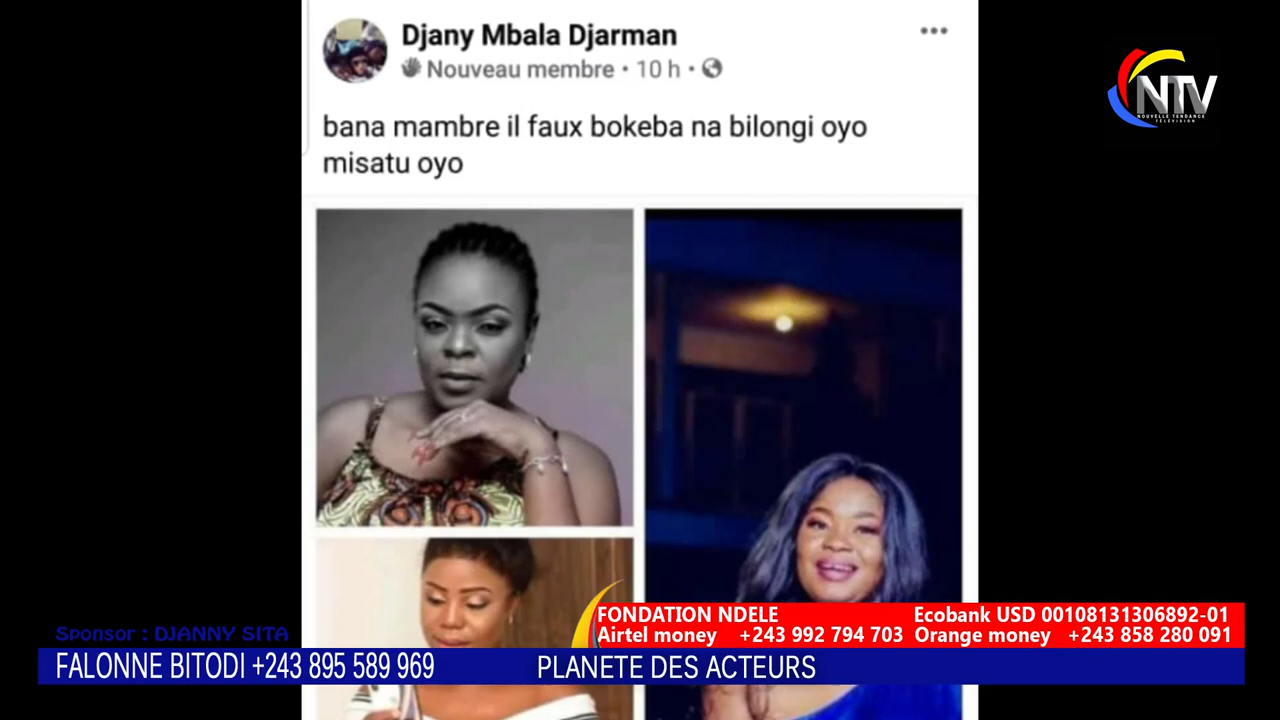 Djany Mbala Djarman
Nouveau membre • 10 h •
bana mambre il faux bokeba na bilongi oyo
misatu oyo
NTV
NOUVELLE TENDANCE
TÉLÉVISION
FONDATION NDELE Ecobank USD 00108131306892-01
Airtel money +243 992 794 703 Orange money +243 858 280 091
Sponsor : DJANNY SITA
FALONNE BITODI +243 895 589 969 PLANETE DES ACTEURS